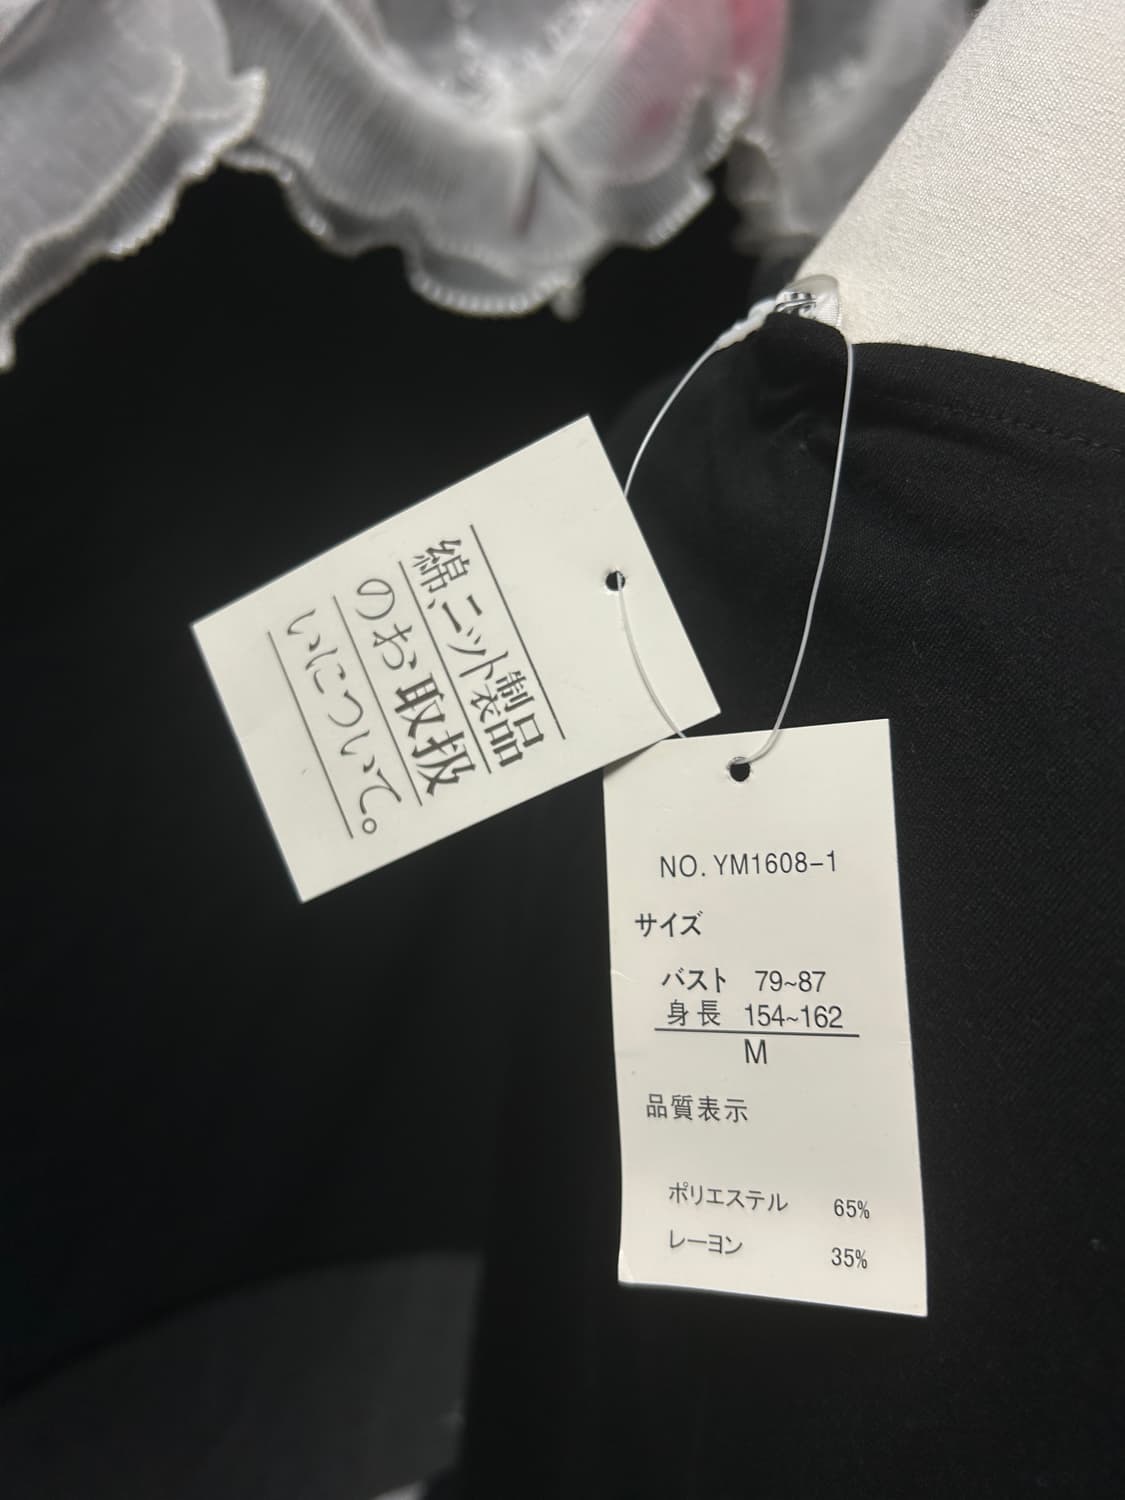 綿、ニット製品
のお取扱
いについて。
NO. YM1608-1
サイズ
バスト 79~87
身長 154~162
M
品質表示
ポリエステル 65%
レーヨン 35%